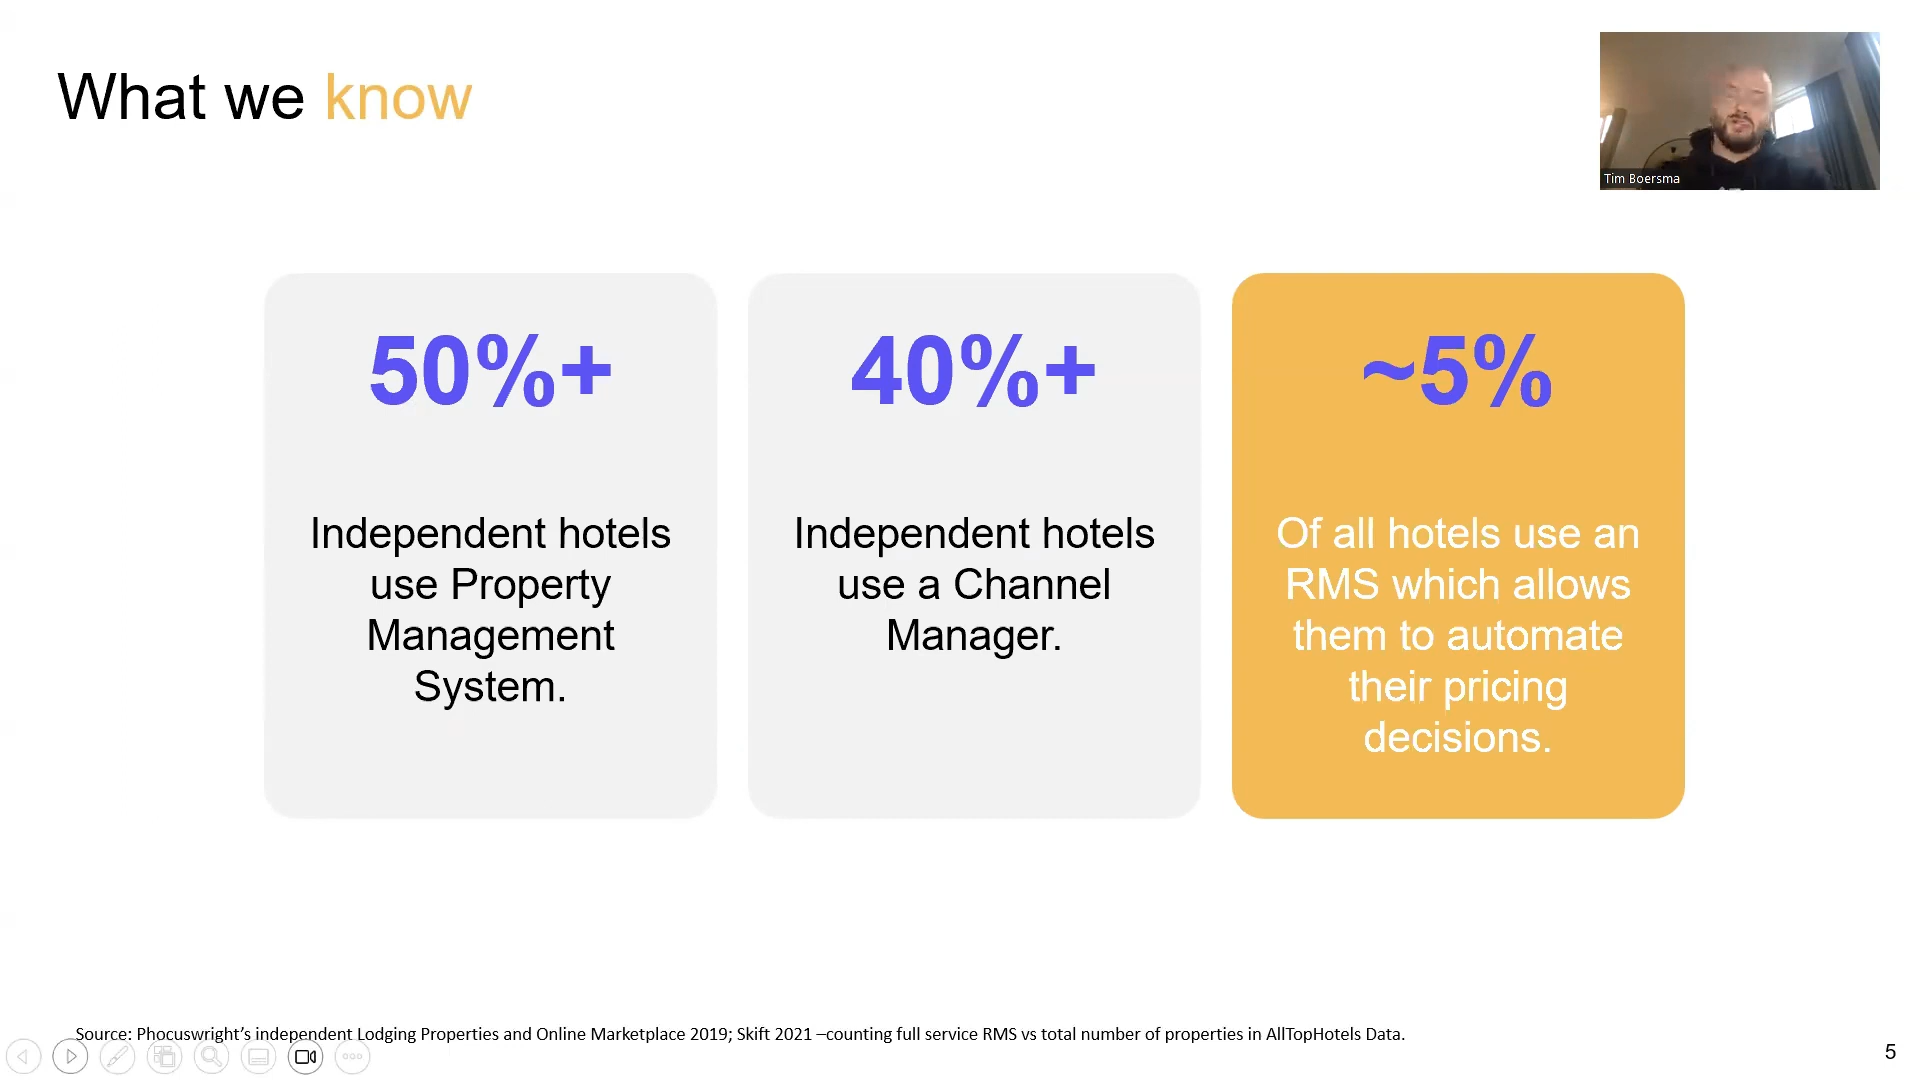 What we know
Tim Boersma
50%+
Independent hotels
use Property
Management
System.
40%+
Independent hotels
use a Channel
Manager.
~5%
Of all hotels use an
RMS which allows
them to automate
their pricing
decisions.
Source: Phocuswright’s independent Lodging Properties and Online Marketplace 2019; Skift 2021 –counting full service RMS vs total number of properties in AllTopHotels Data.
5